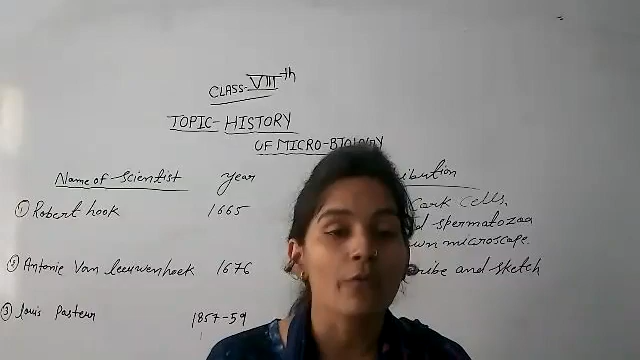 CLASS-VIIIth
TOPIC- HISTORY
OF MICRO-BIOLOGY
Name of scientist year
① Robert hook 1665 Cork cells,
spermatozoa
microscope.
② Antonie Van leeuwenhoek 1676 and sketch
③ louis Pasteur 1857-59